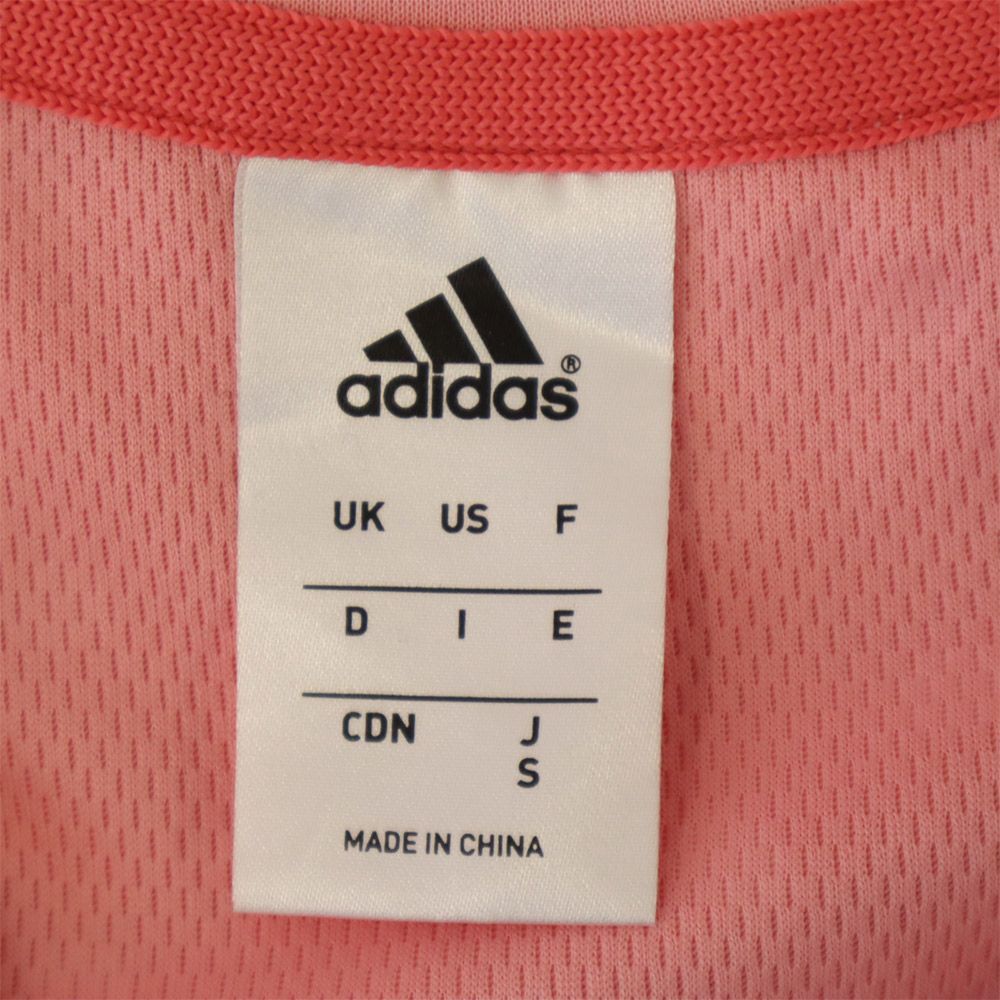 adidas®
UK US F
D I E
CDN J
S
MADE IN CHINA